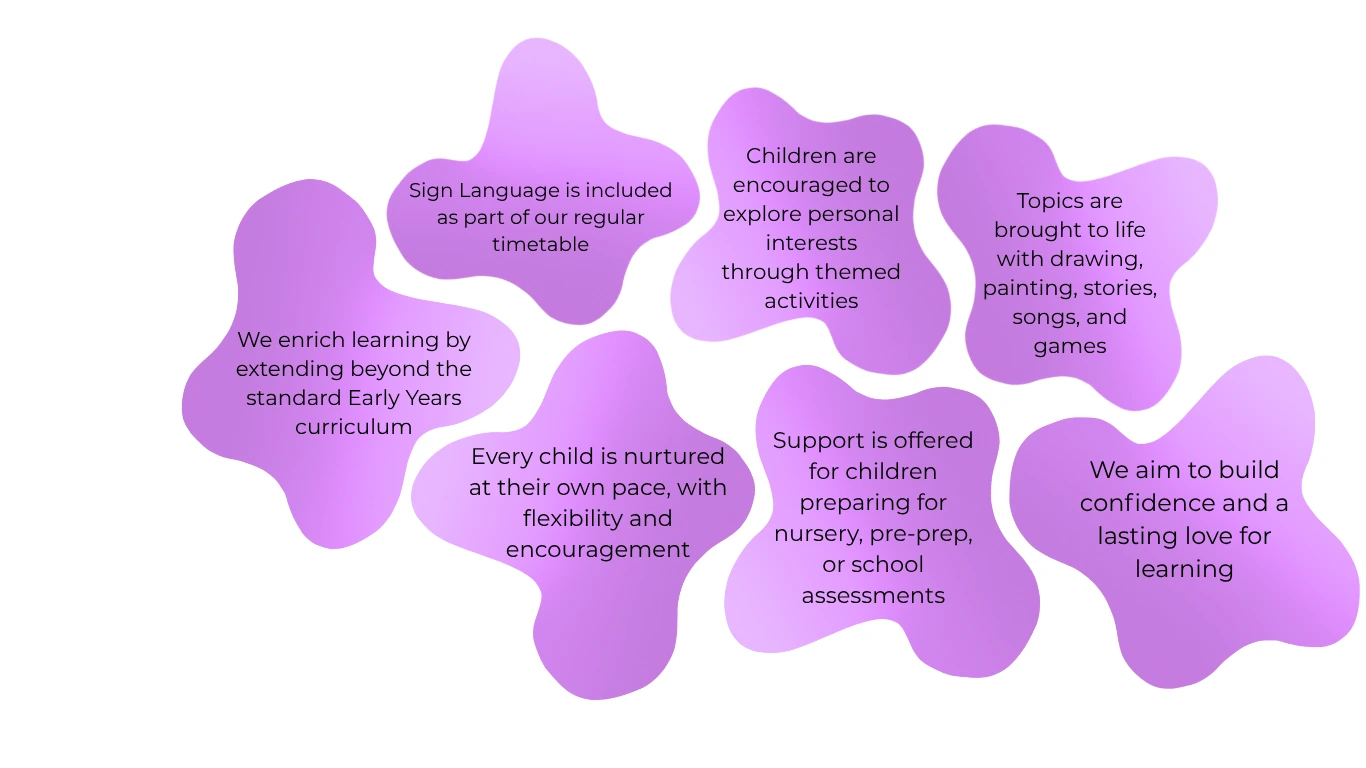 Sign Language is included
as part of our regular
timetable
Children are
encouraged to
explore personal
interests
through themed
activities
Topics are
brought to life
with drawing,
painting, stories,
songs, and
games
We enrich learning by
extending beyond the
standard Early Years
curriculum
Every child is nurtured
at their own pace, with
flexibility and
encouragement
Support is offered
for children
preparing for
nursery, pre-prep,
or school
assessments
We aim to build
confidence and a
lasting love for
learning